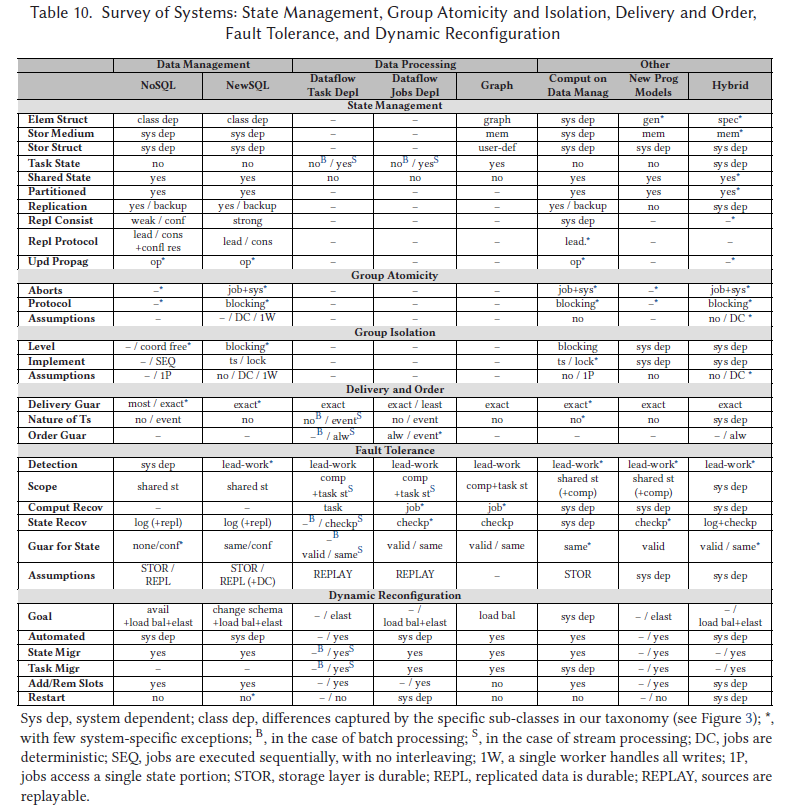 Table 10. Survey of Systems: State Management, Group Atomicity and Isolation, Delivery and Order,
Fault Tolerance, and Dynamic Reconfiguration
Data Management Data Processing Other
NoSQL NewSQL Dataflow Task Depl Dataflow Jobs Depl Graph Comput on Data Manag New Prog Models Hybrid
State Management
Elem Struct class dep class dep – – graph sys dep gen* spec*
Stor Medium sys dep sys dep – – mem sys dep mem mem*
Stor Struct sys dep sys dep – – user-def sys dep sys dep sys dep
Task State no no noB / yesS noB / yesS yes no no sys dep
Shared State yes yes no no no yes yes yes*
Partitioned yes yes – – – yes yes yes*
Replication yes / backup yes / backup – – – yes / backup no sys dep
Repl Consist weak / conf strong – – – sys dep – –*
Repl Protocol lead / cons +confl res lead / cons – – – lead.* – –
Upd Propag op* op* – – – op* – –*
Group Atomicity
Aborts –* job+sys* – – – job+sys* –* job+sys*
Protocol –* blocking* – – – blocking* –* blocking*
Assumptions – – / DC / 1W – – – no – no / DC *
Group Isolation
Level – / coord free* blocking* – – – blocking sys dep sys dep
Implement – / SEQ ts / lock – – – ts / lock* sys dep sys dep
Assumptions – / 1P no / DC / 1W – – – no / 1P no no / DC *
Delivery and Order
Delivery Guar most / exact* exact* exact exact / least exact exact* exact exact
Nature of Ts no / event no noB / eventS no / event no no* no sys dep
Order Guar – – –B / alwS alw / event* – – – – / alw
Fault Tolerance
Detection sys dep lead-work* lead-work lead-work lead-work lead-work* lead-work* lead-work*
Scope shared st shared st comp +task stS comp +task stS comp+task st shared st (+comp) shared st (+comp) sys dep
Comput Recov – – task job* job* sys dep sys dep sys dep
State Recov log (+repl) log (+repl) –B / checkpS checkp* checkp sys dep checkp* log+checkp
Guar for State none/conf* same/conf –B valid / sameS valid / same valid / same same* valid valid / same*
Assumptions STOR / REPL STOR / REPL (+DC) REPLAY REPLAY – STOR sys dep sys dep
Dynamic Reconfiguration
Goal avail +load bal+elast change schema +load bal+elast – / elast – / load bal+elast load bal sys dep – / elast – / load bal+elast
Automated sys dep sys dep – / yes sys dep yes yes – / yes sys dep
State Migr yes yes –B / yesS yes yes yes – / yes – / yes
Task Migr – – –B / yesS yes yes sys dep – / yes – / yes
Add/Rem Slots yes yes – / yes – / yes no yes – / yes sys dep
Restart no no* – / no sys dep no no – / no sys dep
Sys dep, system dependent; class dep, differences captured by the specific sub-classes in our taxonomy (see Figure 3); *,
with few system-specific exceptions; B, in the case of batch processing; S, in the case of stream processing; DC, jobs are
deterministic; SEQ, jobs are executed sequentially, with no interleaving; 1W, a single worker handles all writes; 1P,
jobs access a single state portion; STOR, storage layer is durable; REPL, replicated data is durable; REPLAY, sources are
replayable.